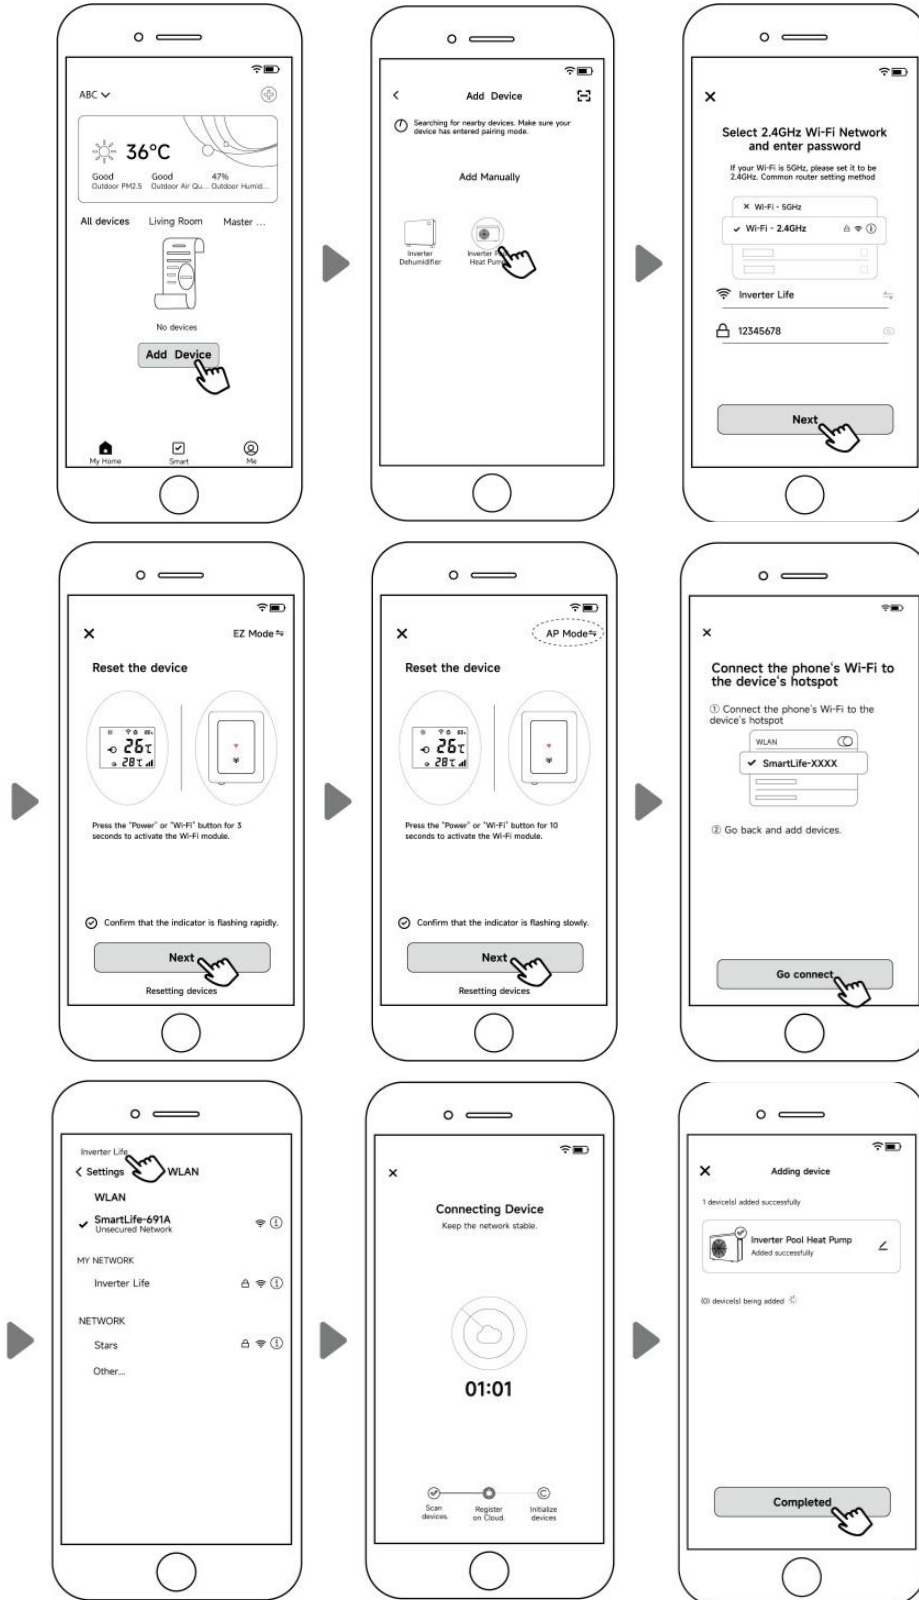 ABC
36°C
Good Good 47%
Outdoor PM2.5 Outdoor Air Qu... Outdoor Humid...
All devices Living Room Master ...
No devices
Add Device
My Home Smart Me
Add Device
Searching for nearby devices. Make sure your
device has entered pairing mode.
Add Manually
Inverter
Dehumidifier
Inverter
Heat Pump
Select 2.4GHz Wi-Fi Network
and enter password
If your Wi-Fi is 5GHz, please set it to be
2.4GHz. Common router setting method
Wi-Fi - 5GHz
Wi-Fi - 2.4GHz
Inverter Life
12345678
Next
EZ Mode
Reset the device
26℃
28℃
Press the "Power" or "Wi-Fi" button for 3
seconds to activate the Wi-Fi module.
Confirm that the indicator is flashing rapidly.
Next
Resetting devices
AP Mode
Reset the device
26℃
28℃
Press the "Power" or "Wi-Fi" button for 10
seconds to activate the Wi-Fi module.
Confirm that the indicator is flashing slowly.
Next
Resetting devices
Connect the phone's Wi-Fi to
the device's hotspot
① Connect the phone's Wi-Fi to the
device's hotspot
WLAN
SmartLife-XXXX
② Go back and add devices.
Go connect
Inverter Life
Settings WLAN
WLAN
SmartLife-691A
Unsecured Network
MY NETWORK
Inverter Life
NETWORK
Stars
Other...
Connecting Device
Keep the network stable.
01:01
Scan
devices.
Register
on Cloud.
Initialize
devices
Adding device
1 device(s) added successfully
Inverter Pool Heat Pump
Added successfully
(0) device(s) being added
Completed